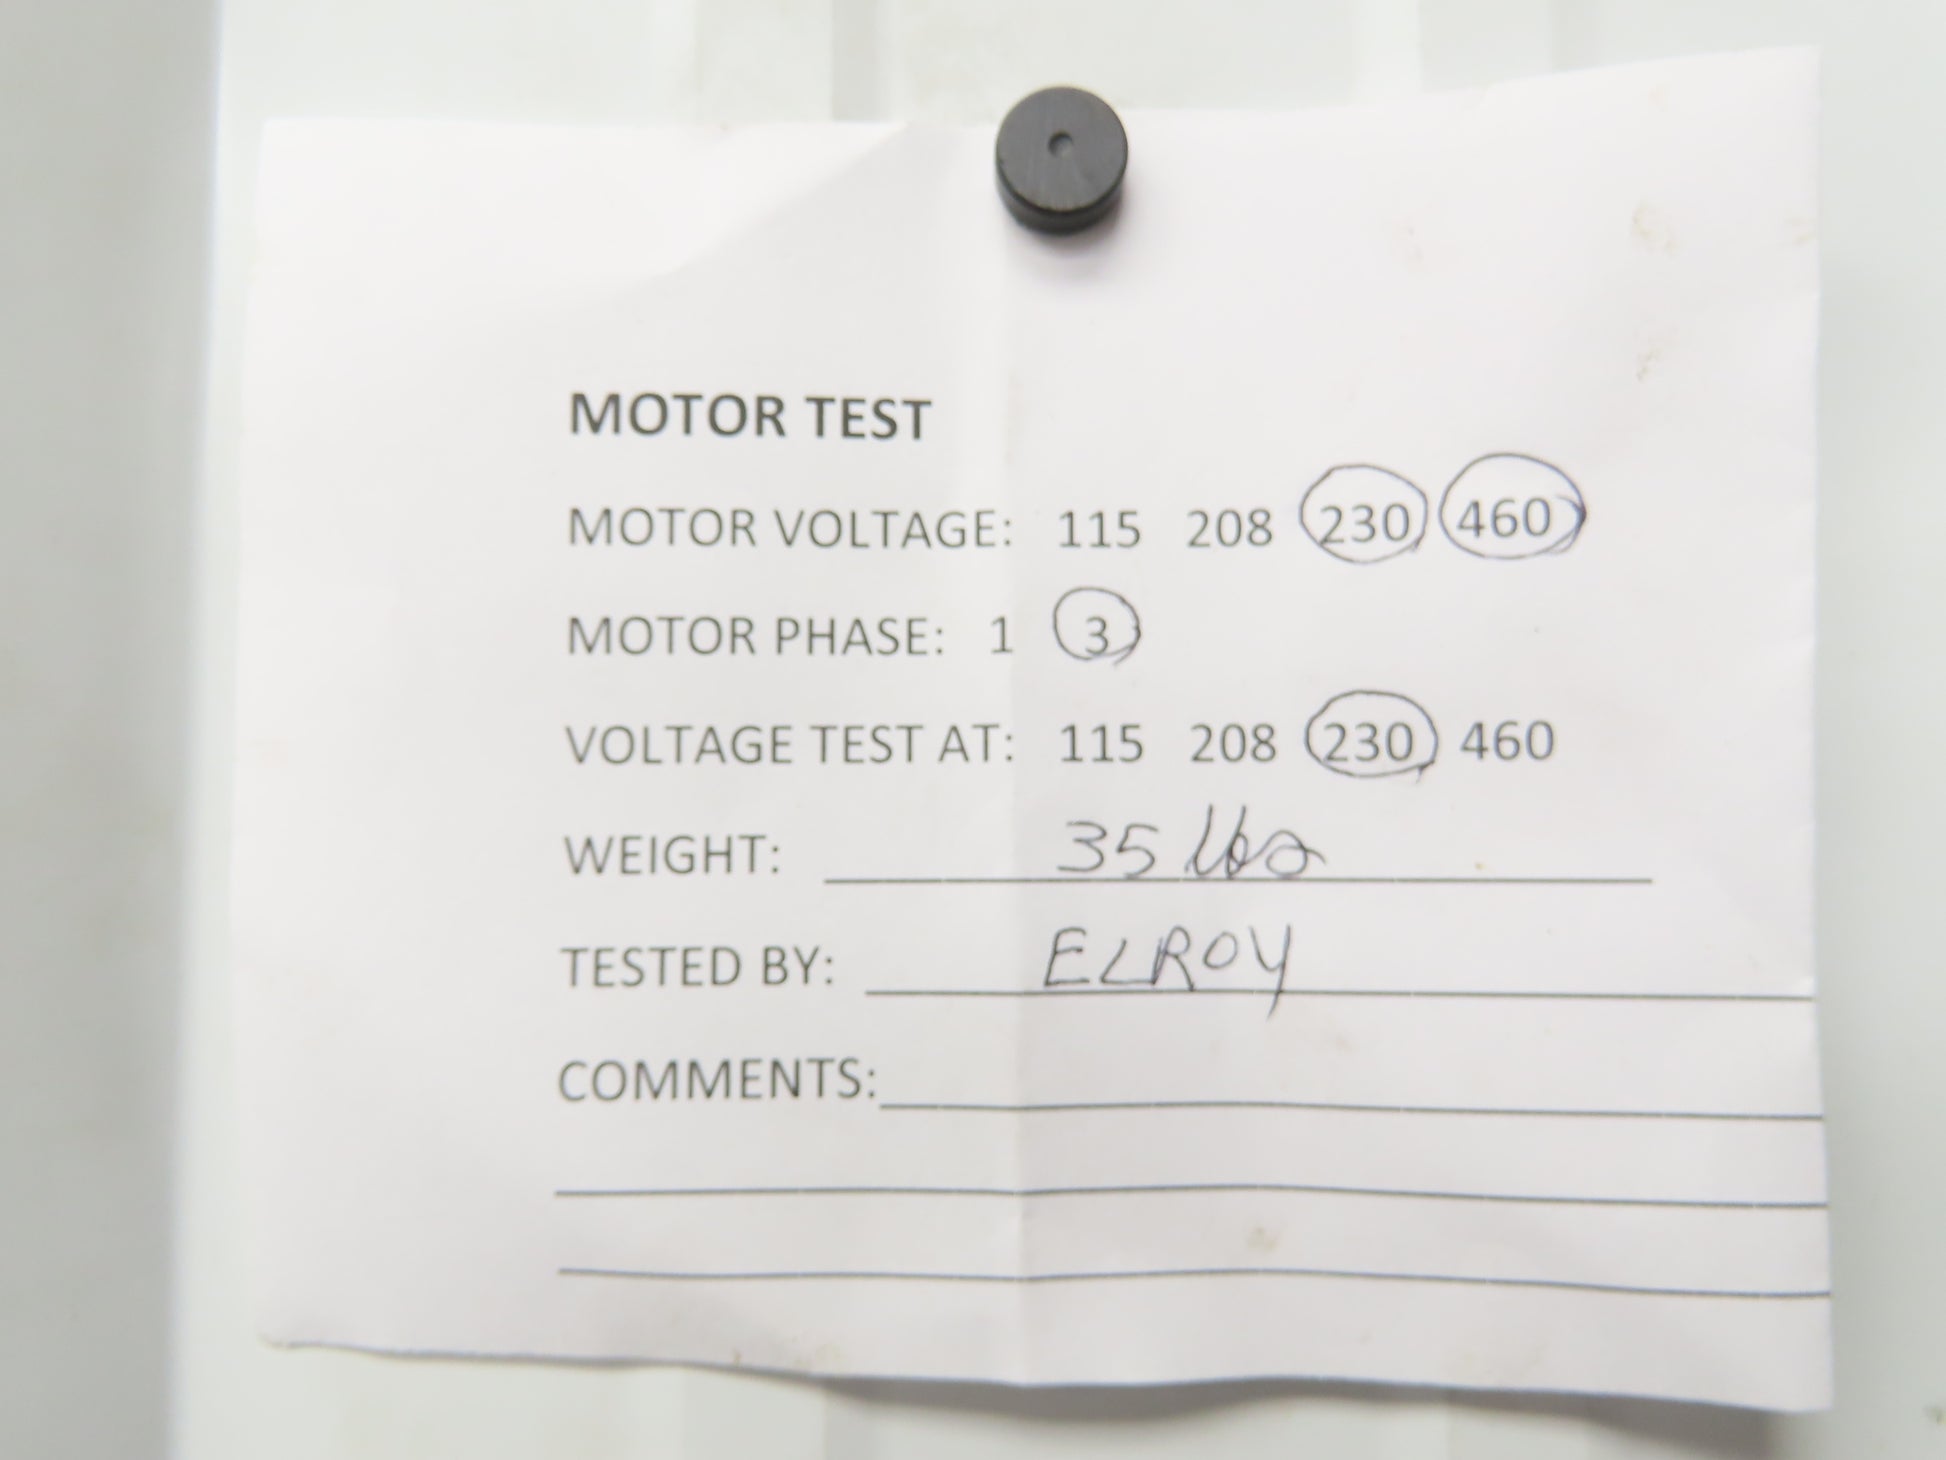 MOTOR TEST
MOTOR VOLTAGE: 115 208 230 460
MOTOR PHASE: 1 3
VOLTAGE TEST AT: 115 208 230 460
WEIGHT: 35 lbs
TESTED BY: ELROY
COMMENTS: